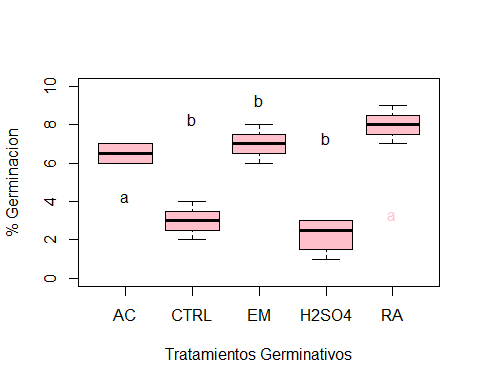 % Germinacion
10
8
6
4
2
0
b
b
b
a
a
AC CTRL EM H2SO4 RA
Tratamientos Germinativos